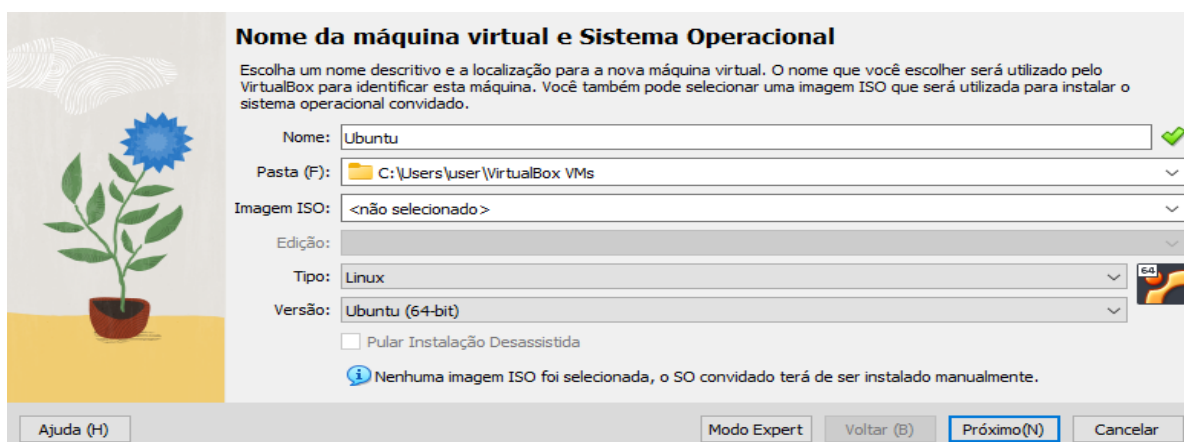 Nome da máquina virtual e Sistema Operacional
Escolha um nome descritivo e a localização para a nova máquina virtual. O nome que você escolher será utilizado pelo
VirtualBox para identificar esta máquina. Você também pode selecionar uma imagem ISO que será utilizada para instalar o
sistema operacional convidado.
Nome: Ubuntu
Pasta (F): C:\Users\user\VirtualBox VMs
Imagem ISO: <não selecionado>
Edição:
Tipo: Linux 64
Versão: Ubuntu (64-bit)
Pular Instalação Desassistida
Nenhuma imagem ISO foi selecionada, o SO convidado terá de ser instalado manualmente.
Ajuda (H) Modo Expert Voltar (B) Próximo(N) Cancelar